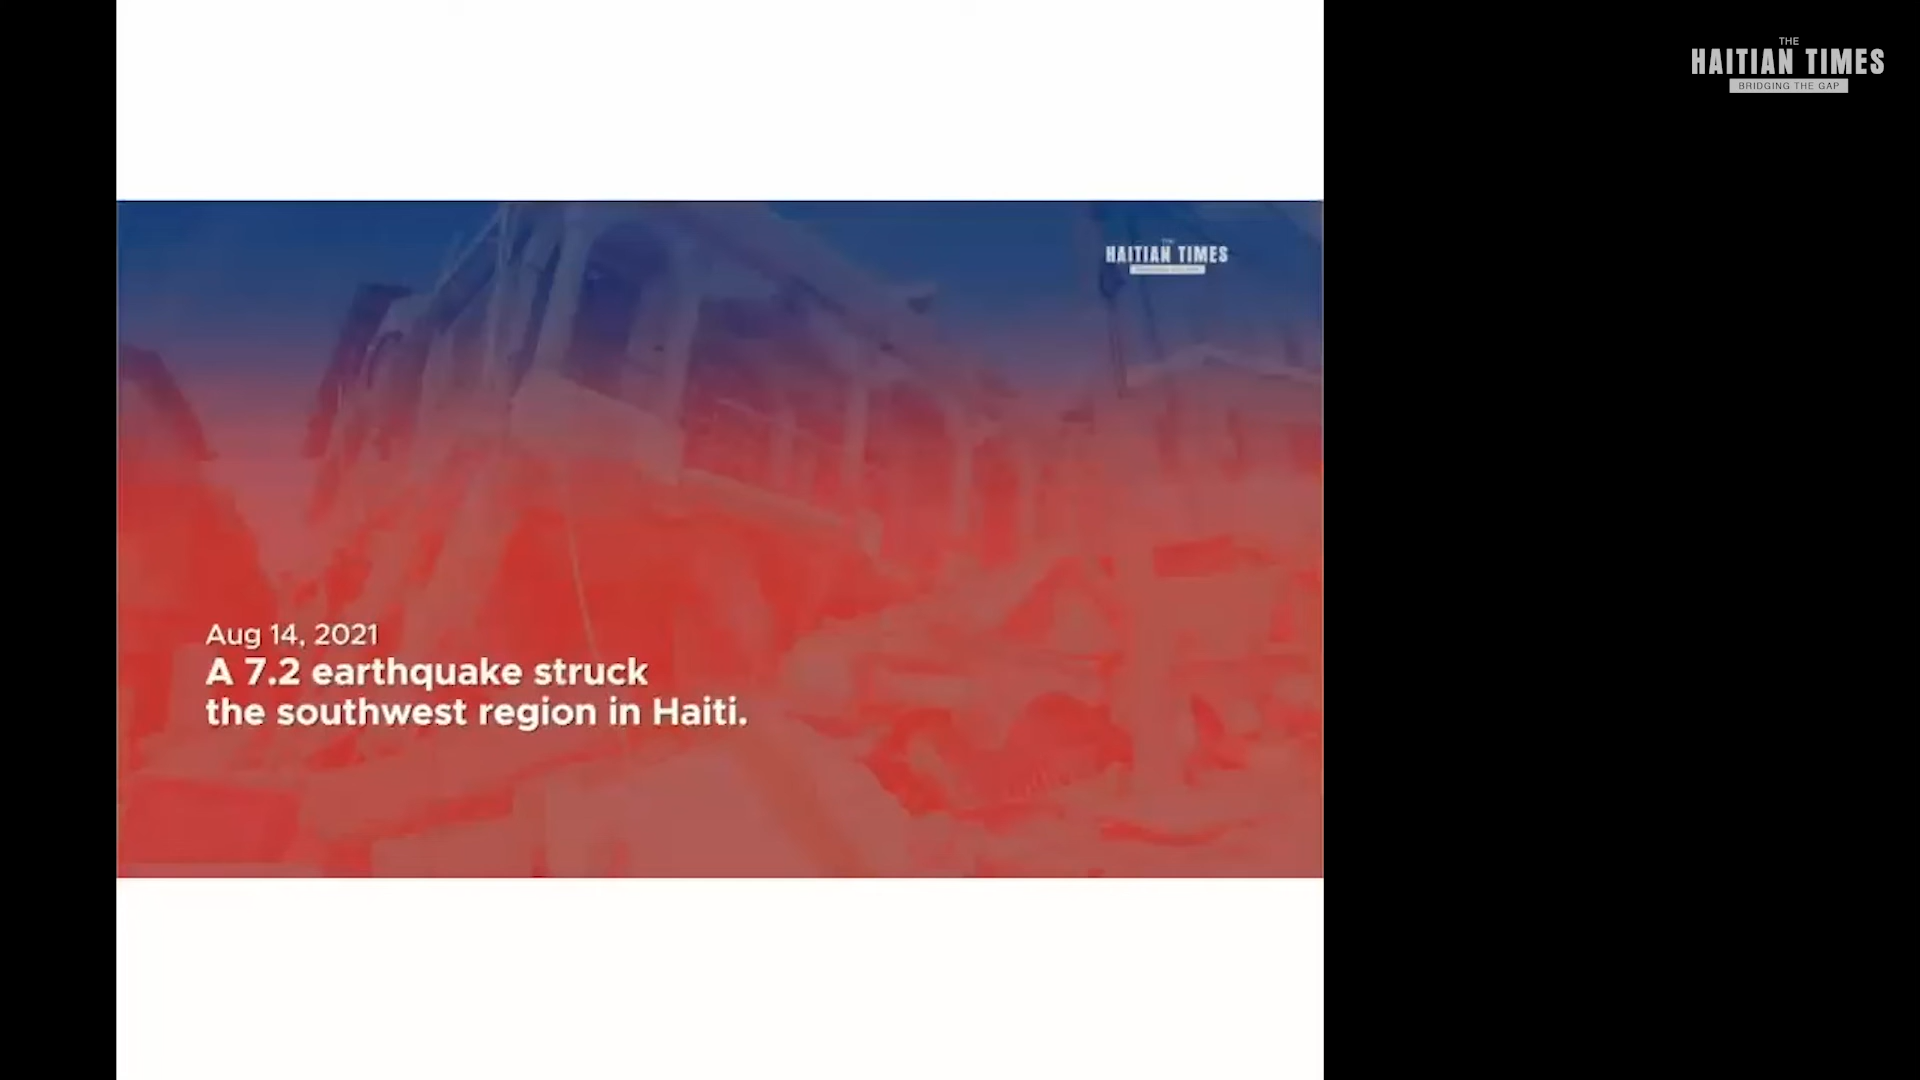 THE
HAITIAN TIMES
BRIDGING THE GAP
HAITIAN TIMES
Aug 14, 2021
A 7.2 earthquake struck
the southwest region in Haiti.